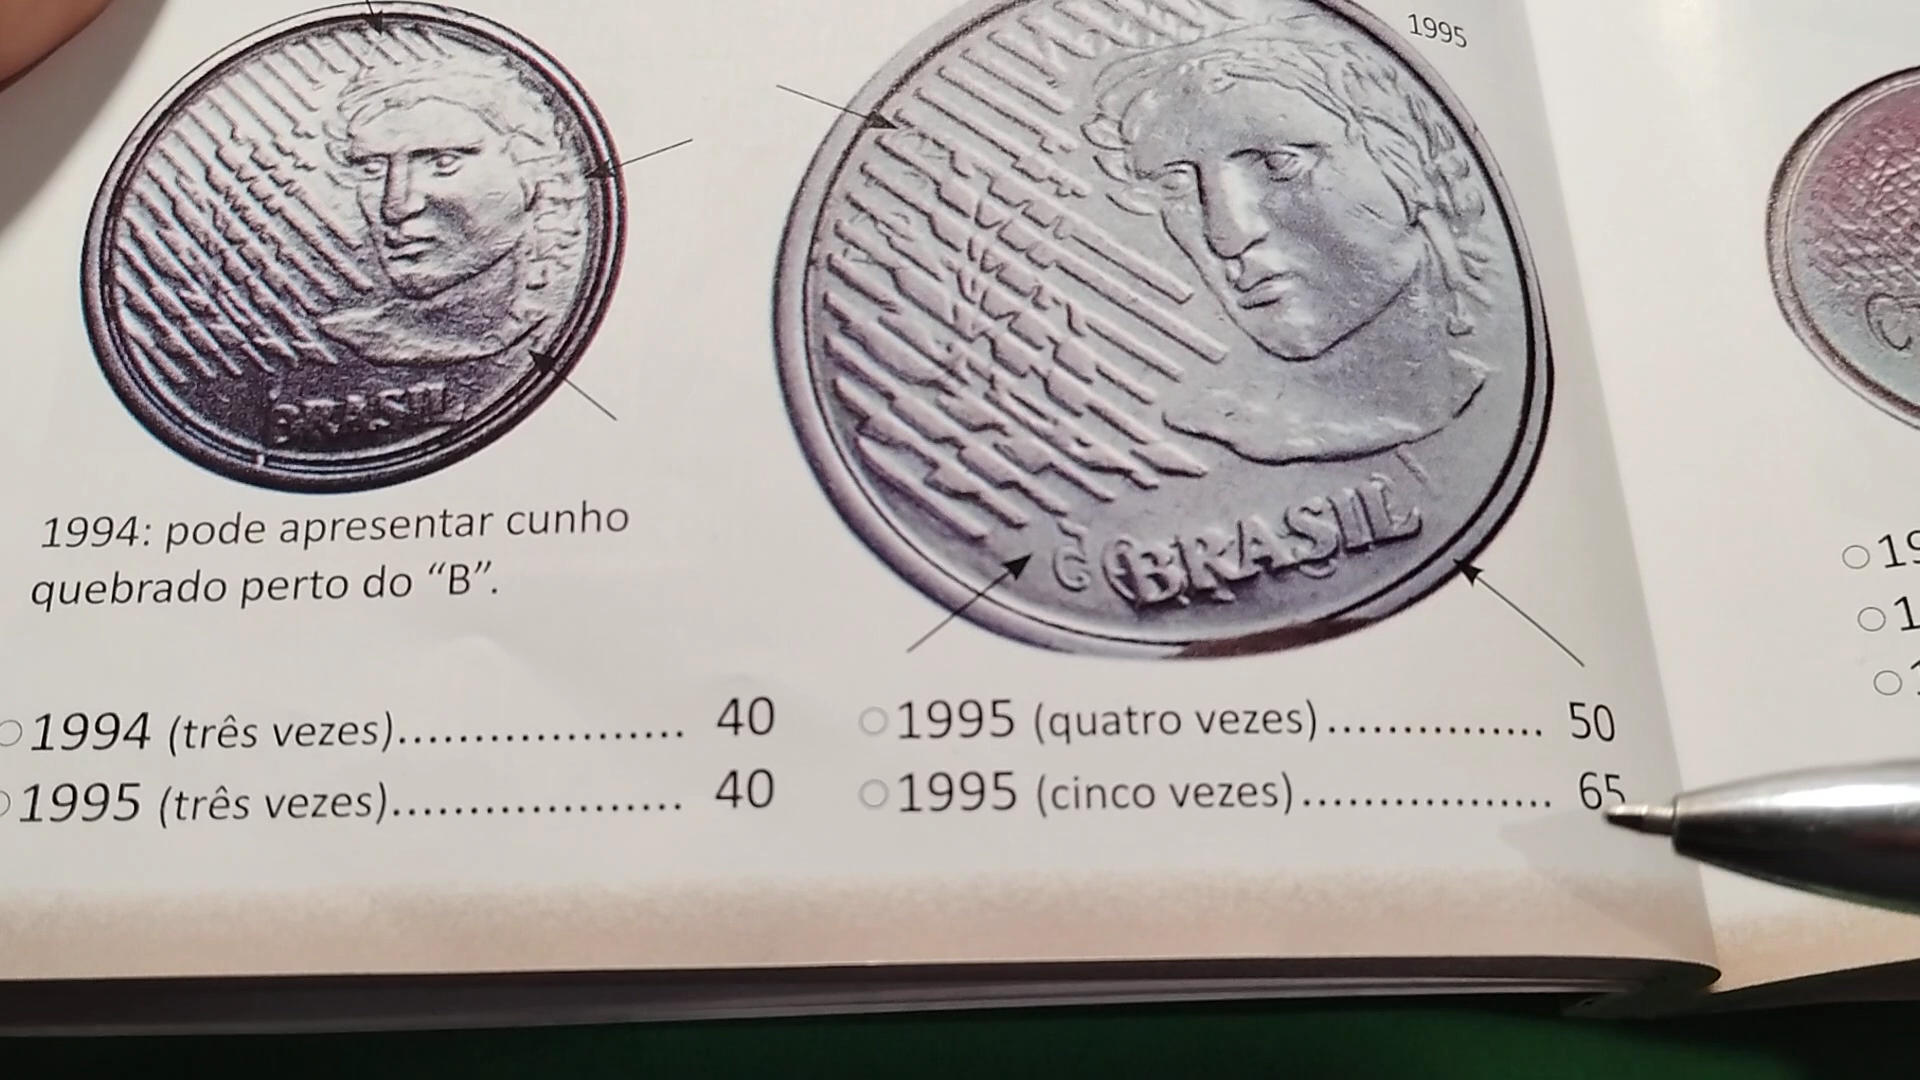 1995
BRASIL
BRASIL
1994: pode apresentar cunho
quebrado perto do “B”.
1994 (três vezes)................... 40
1995 (três vezes)................... 40
1995 (quatro vezes)............... 50
1995 (cinco vezes)................. 65